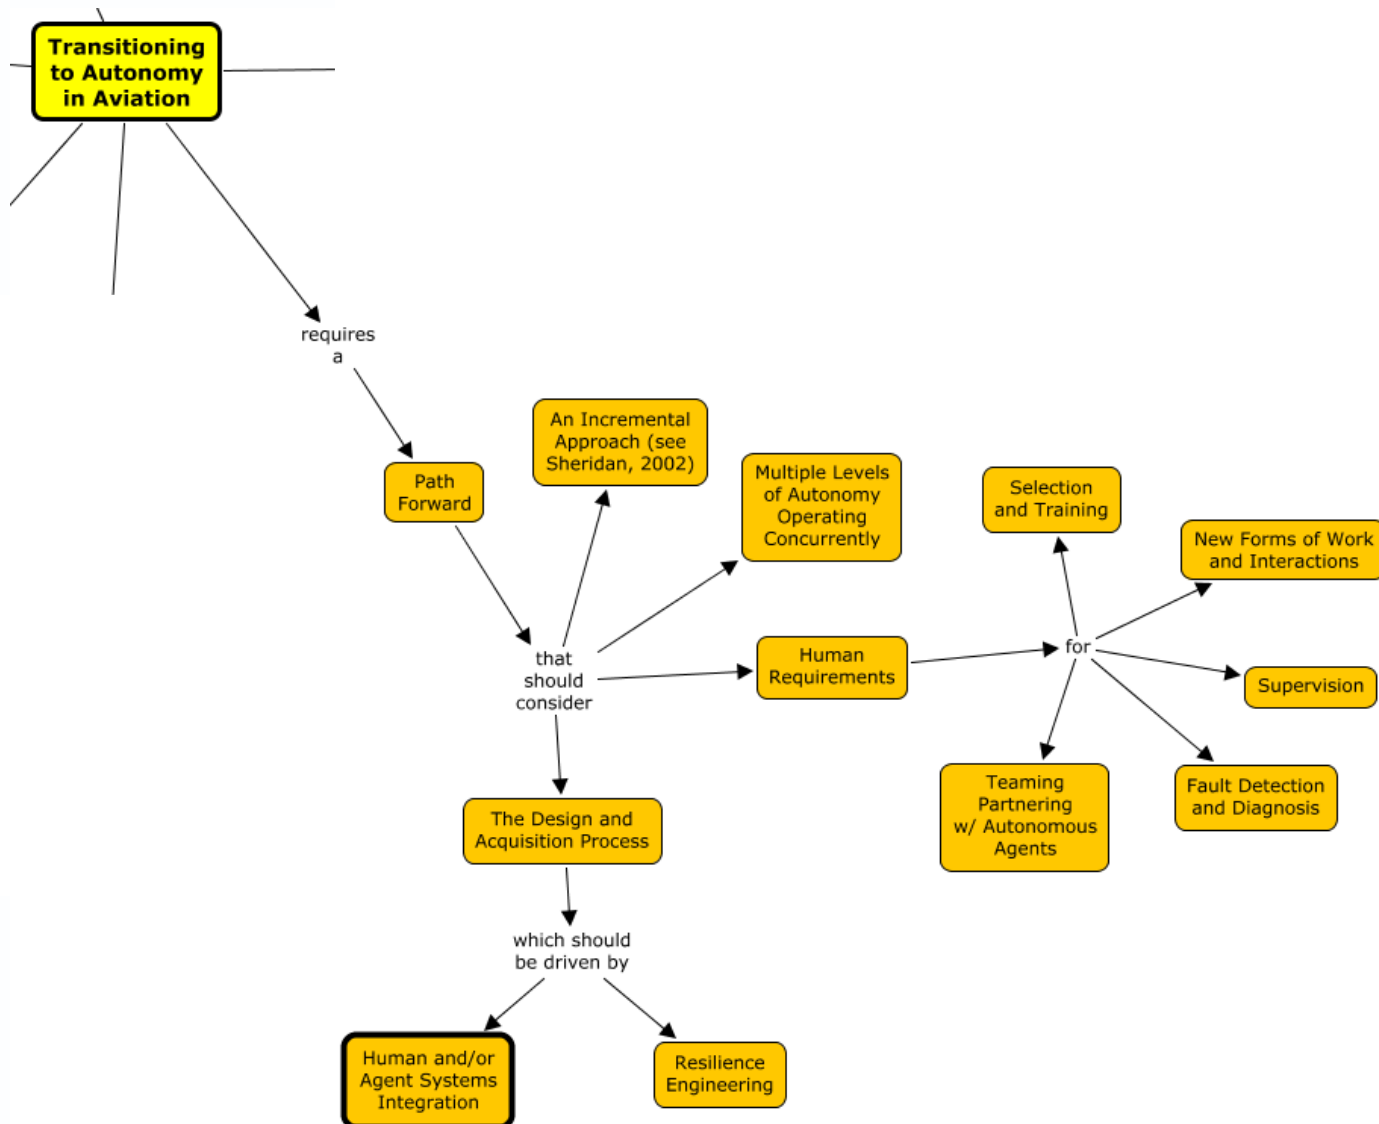 Transitioning
to Autonomy
in Aviation
requires
a
Path
Forward
that
should
consider
An Incremental
Approach (see
Sheridan, 2002)
Multiple Levels
of Autonomy
Operating
Concurrently
Human
Requirements
for
Selection
and Training
New Forms of Work
and Interactions
Supervision
Fault Detection
and Diagnosis
Teaming
Partnering
w/ Autonomous
Agents
The Design and
Acquisition Process
which should
be driven by
Human and/or
Agent Systems
Integration
Resilience
Engineering